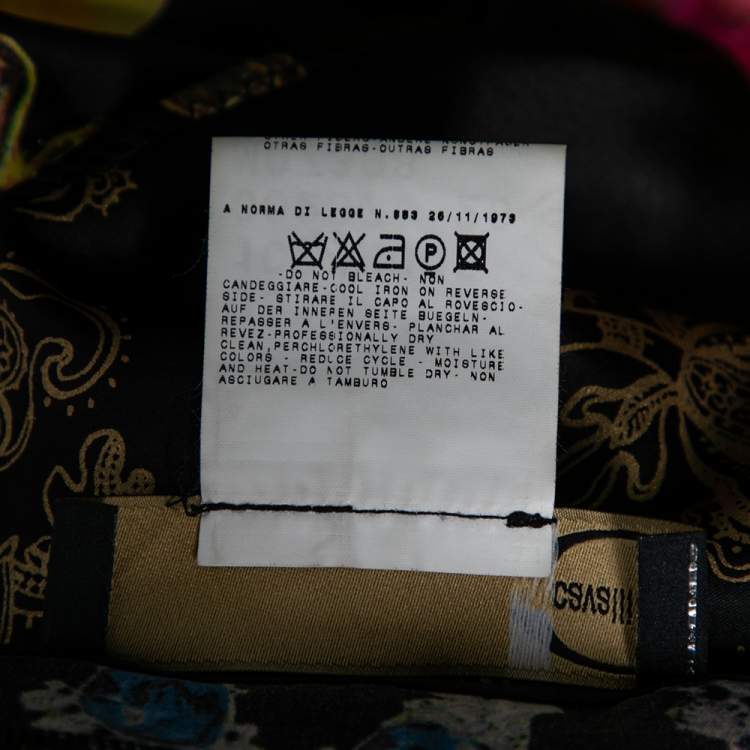 OTRAS FIBRAS-OUTRAS FIBRAS
A NORMA DI LEGGE N.883 26/11/1973
P
-DO NOT BLEACH- NON
CANDEGGIARE-COOL IRON ON REVERSE
SIDE- STIRARE IL CAPO AL ROVESCIO-
AUF DER INNEREN SEITE BUEGELN-
REPASSER A L'ENVERS- PLANCHAR AL
REVEZ-PROFESSIONALLY DRY
CLEAN,PERCHLORETHYLENE WITH LIKE
COLORS - REDUCE CYCLE - MOISTURE
AND HEAT-DO NOT TUMBLE DRY- NON
ASCIUGARE A TAMBURO